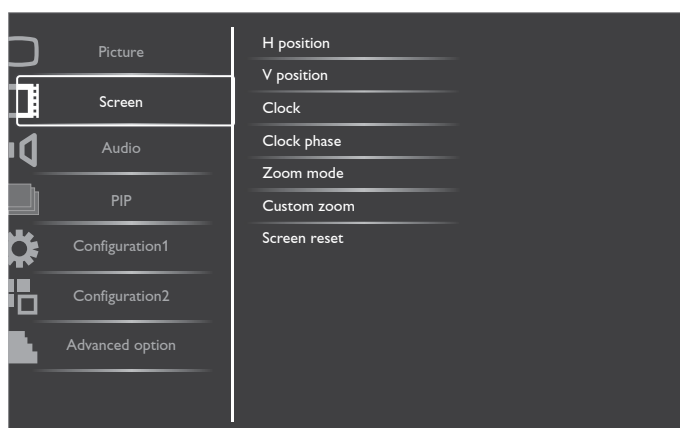 Picture
Screen
Audio
PIP
Configuration1
Configuration2
Advanced option
H position
V position
Clock
Clock phase
Zoom mode
Custom zoom
Screen reset